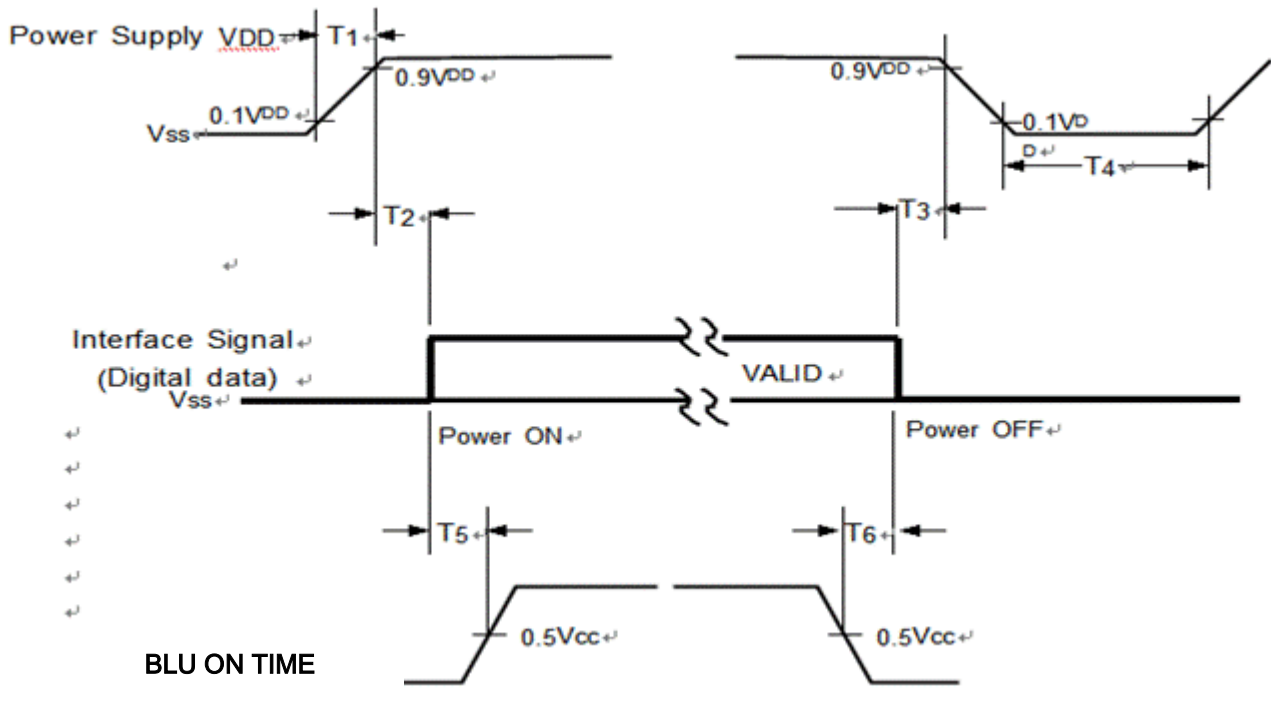 Power Supply VDD↵ T1↵
0.9VDD↵ 0.9VDD↵
0.1VDD↵ -0.1VD
D↵
Vss↵
T4↵
T2↵ T3↵
↵
Interface Signal↵
(Digital data) ↵
VALID↵
Vss↵
Power ON↵ Power OFF↵
↵
↵
↵
T5↵ T6↵
↵
↵
↵
0.5Vcc↵ 0.5Vcc↵
BLU ON TIME